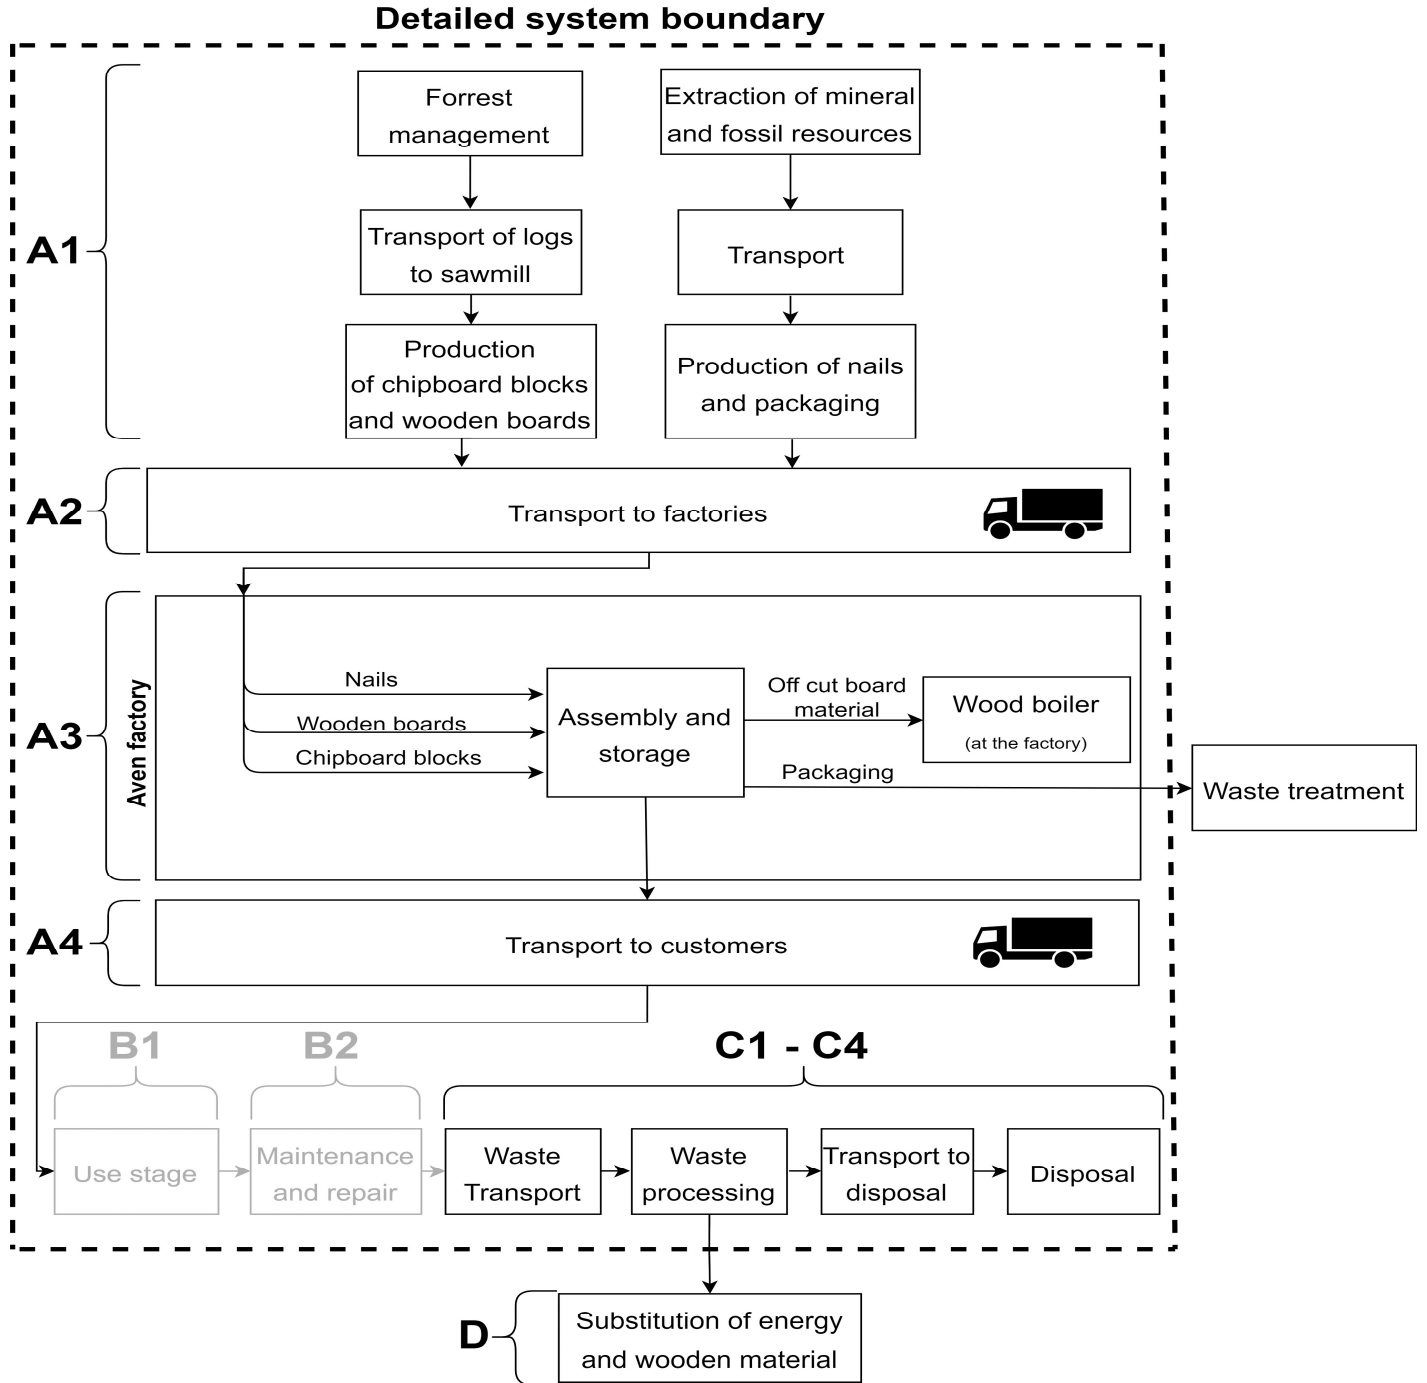 Detailed system boundary
A1
Forrest
management
Extraction of mineral
and fossil resources
Transport of logs
to sawmill
Transport
Production
of chipboard blocks
and wooden boards
Production of nails
and packaging
A2
Transport to factories
A3
Aven factory
Nails
Wooden boards
Chipboard blocks
Assembly and
storage
Off cut board
material
Wood boiler
(at the factory)
Packaging
Waste treatment
A4
Transport to customers
B1
B2
C1 - C4
Use stage
Maintenance
and repair
Waste
Transport
Waste
processing
Transport to
disposal
Disposal
D
Substitution of energy
and wooden material